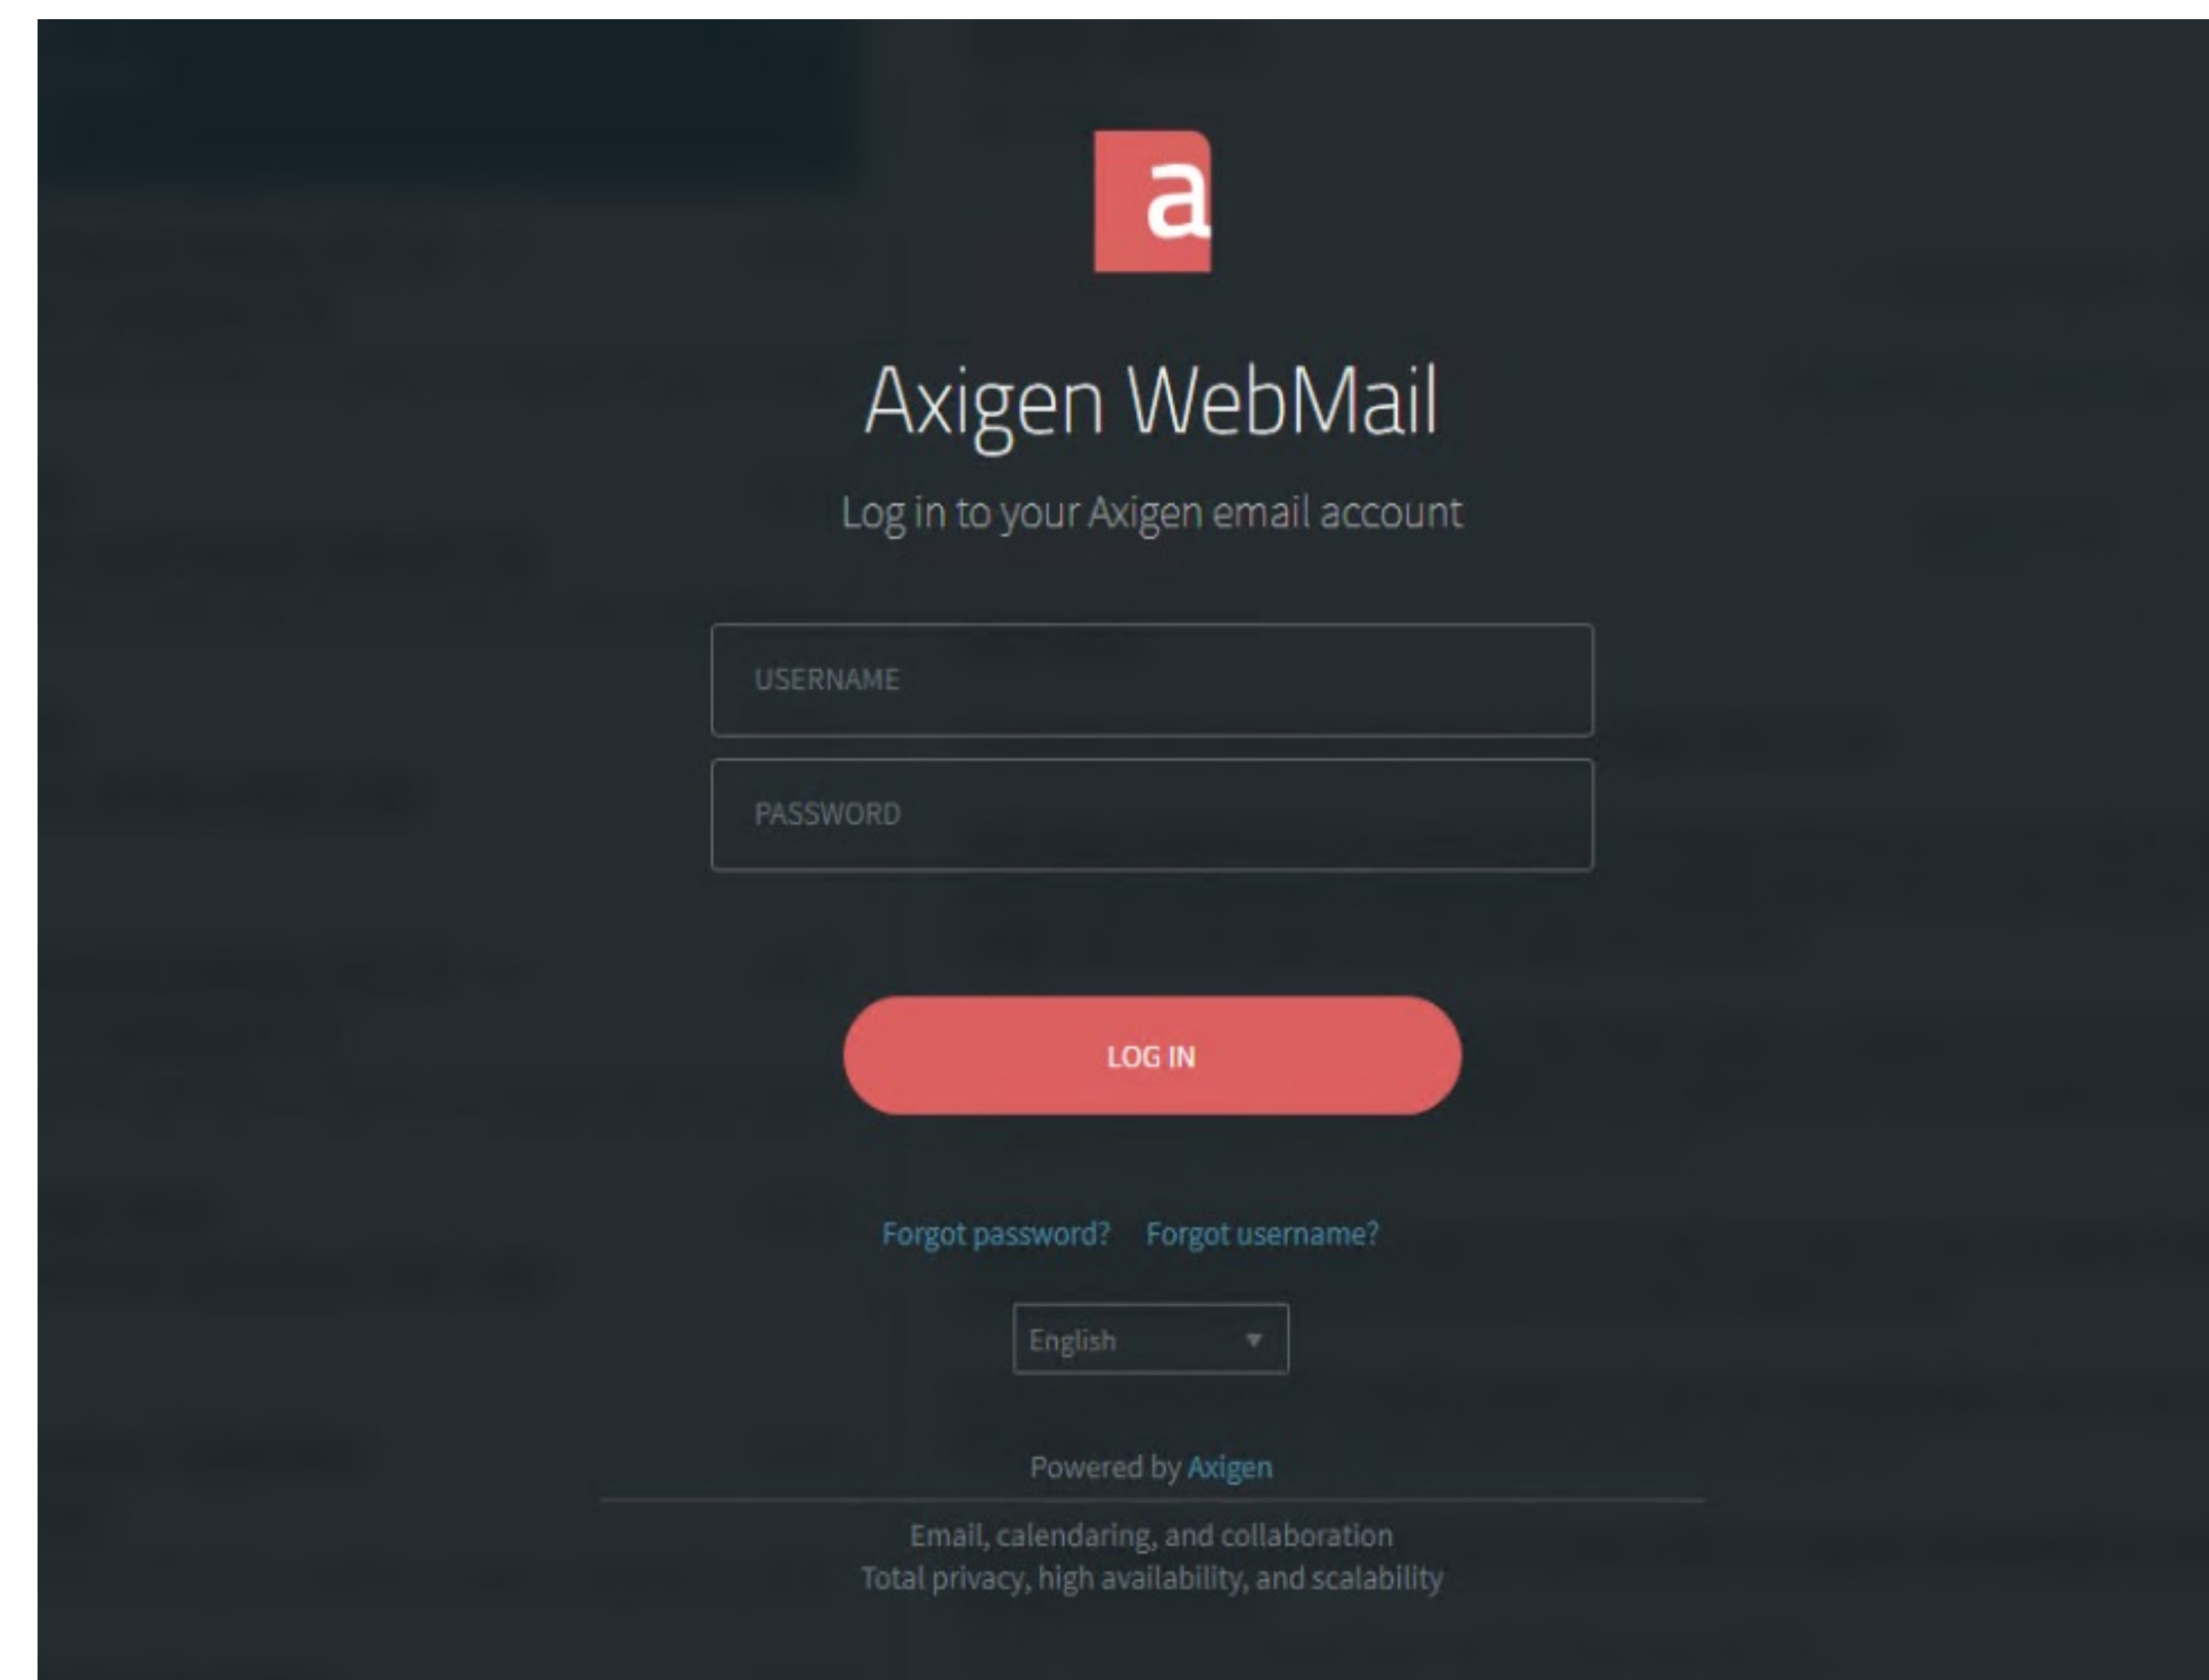 a
Axigen WebMail
Log in to your Axigen email account
USERNAME
PASSWORD
LOG IN
Forgot password? Forgot username?
English
Powered by Axigen
Email, calendaring, and collaboration
Total privacy, high availability, and scalability